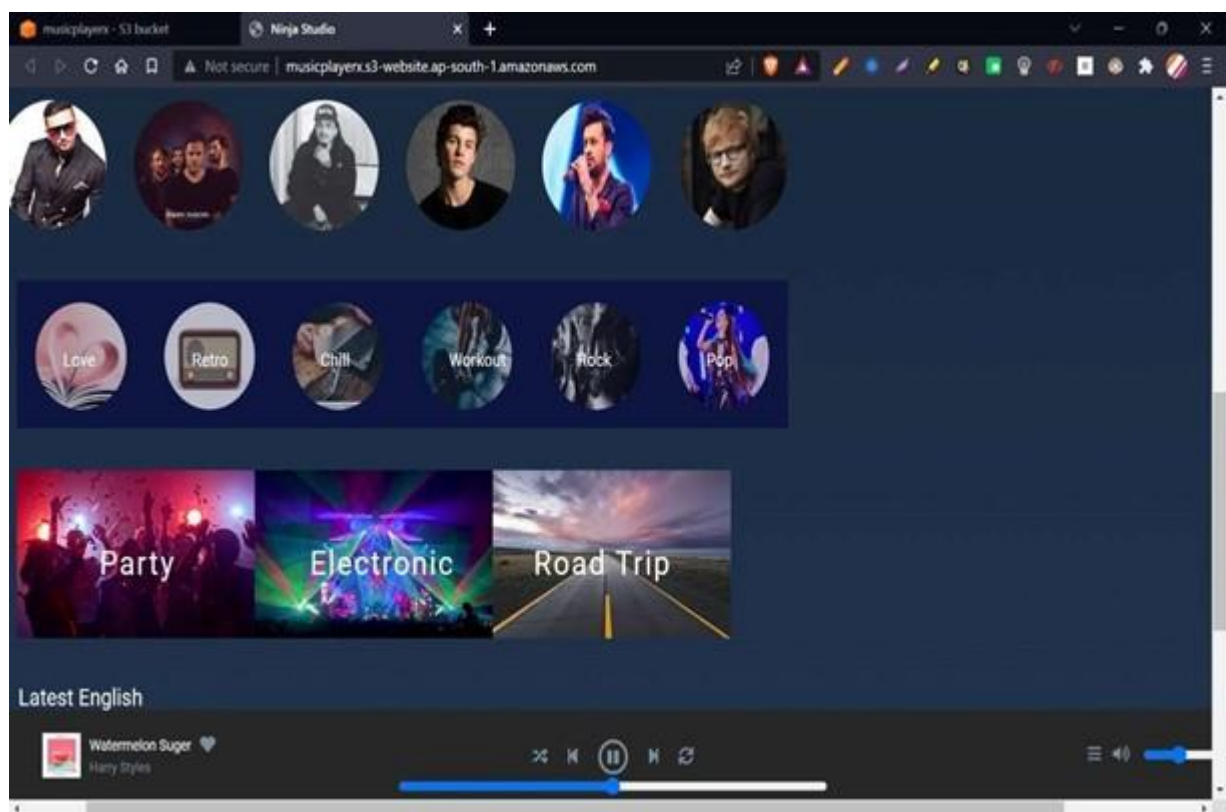 musicplayerx - S3 bucket
Ninja Studio
Not secure
musicplayerx.s3-website.ap-south-1.amazonaws.com
Love
Retro
Chill
Workout
Rock
Pop
Party
Electronic
Road Trip
Latest English
Watermelon Suger
Harry Styles